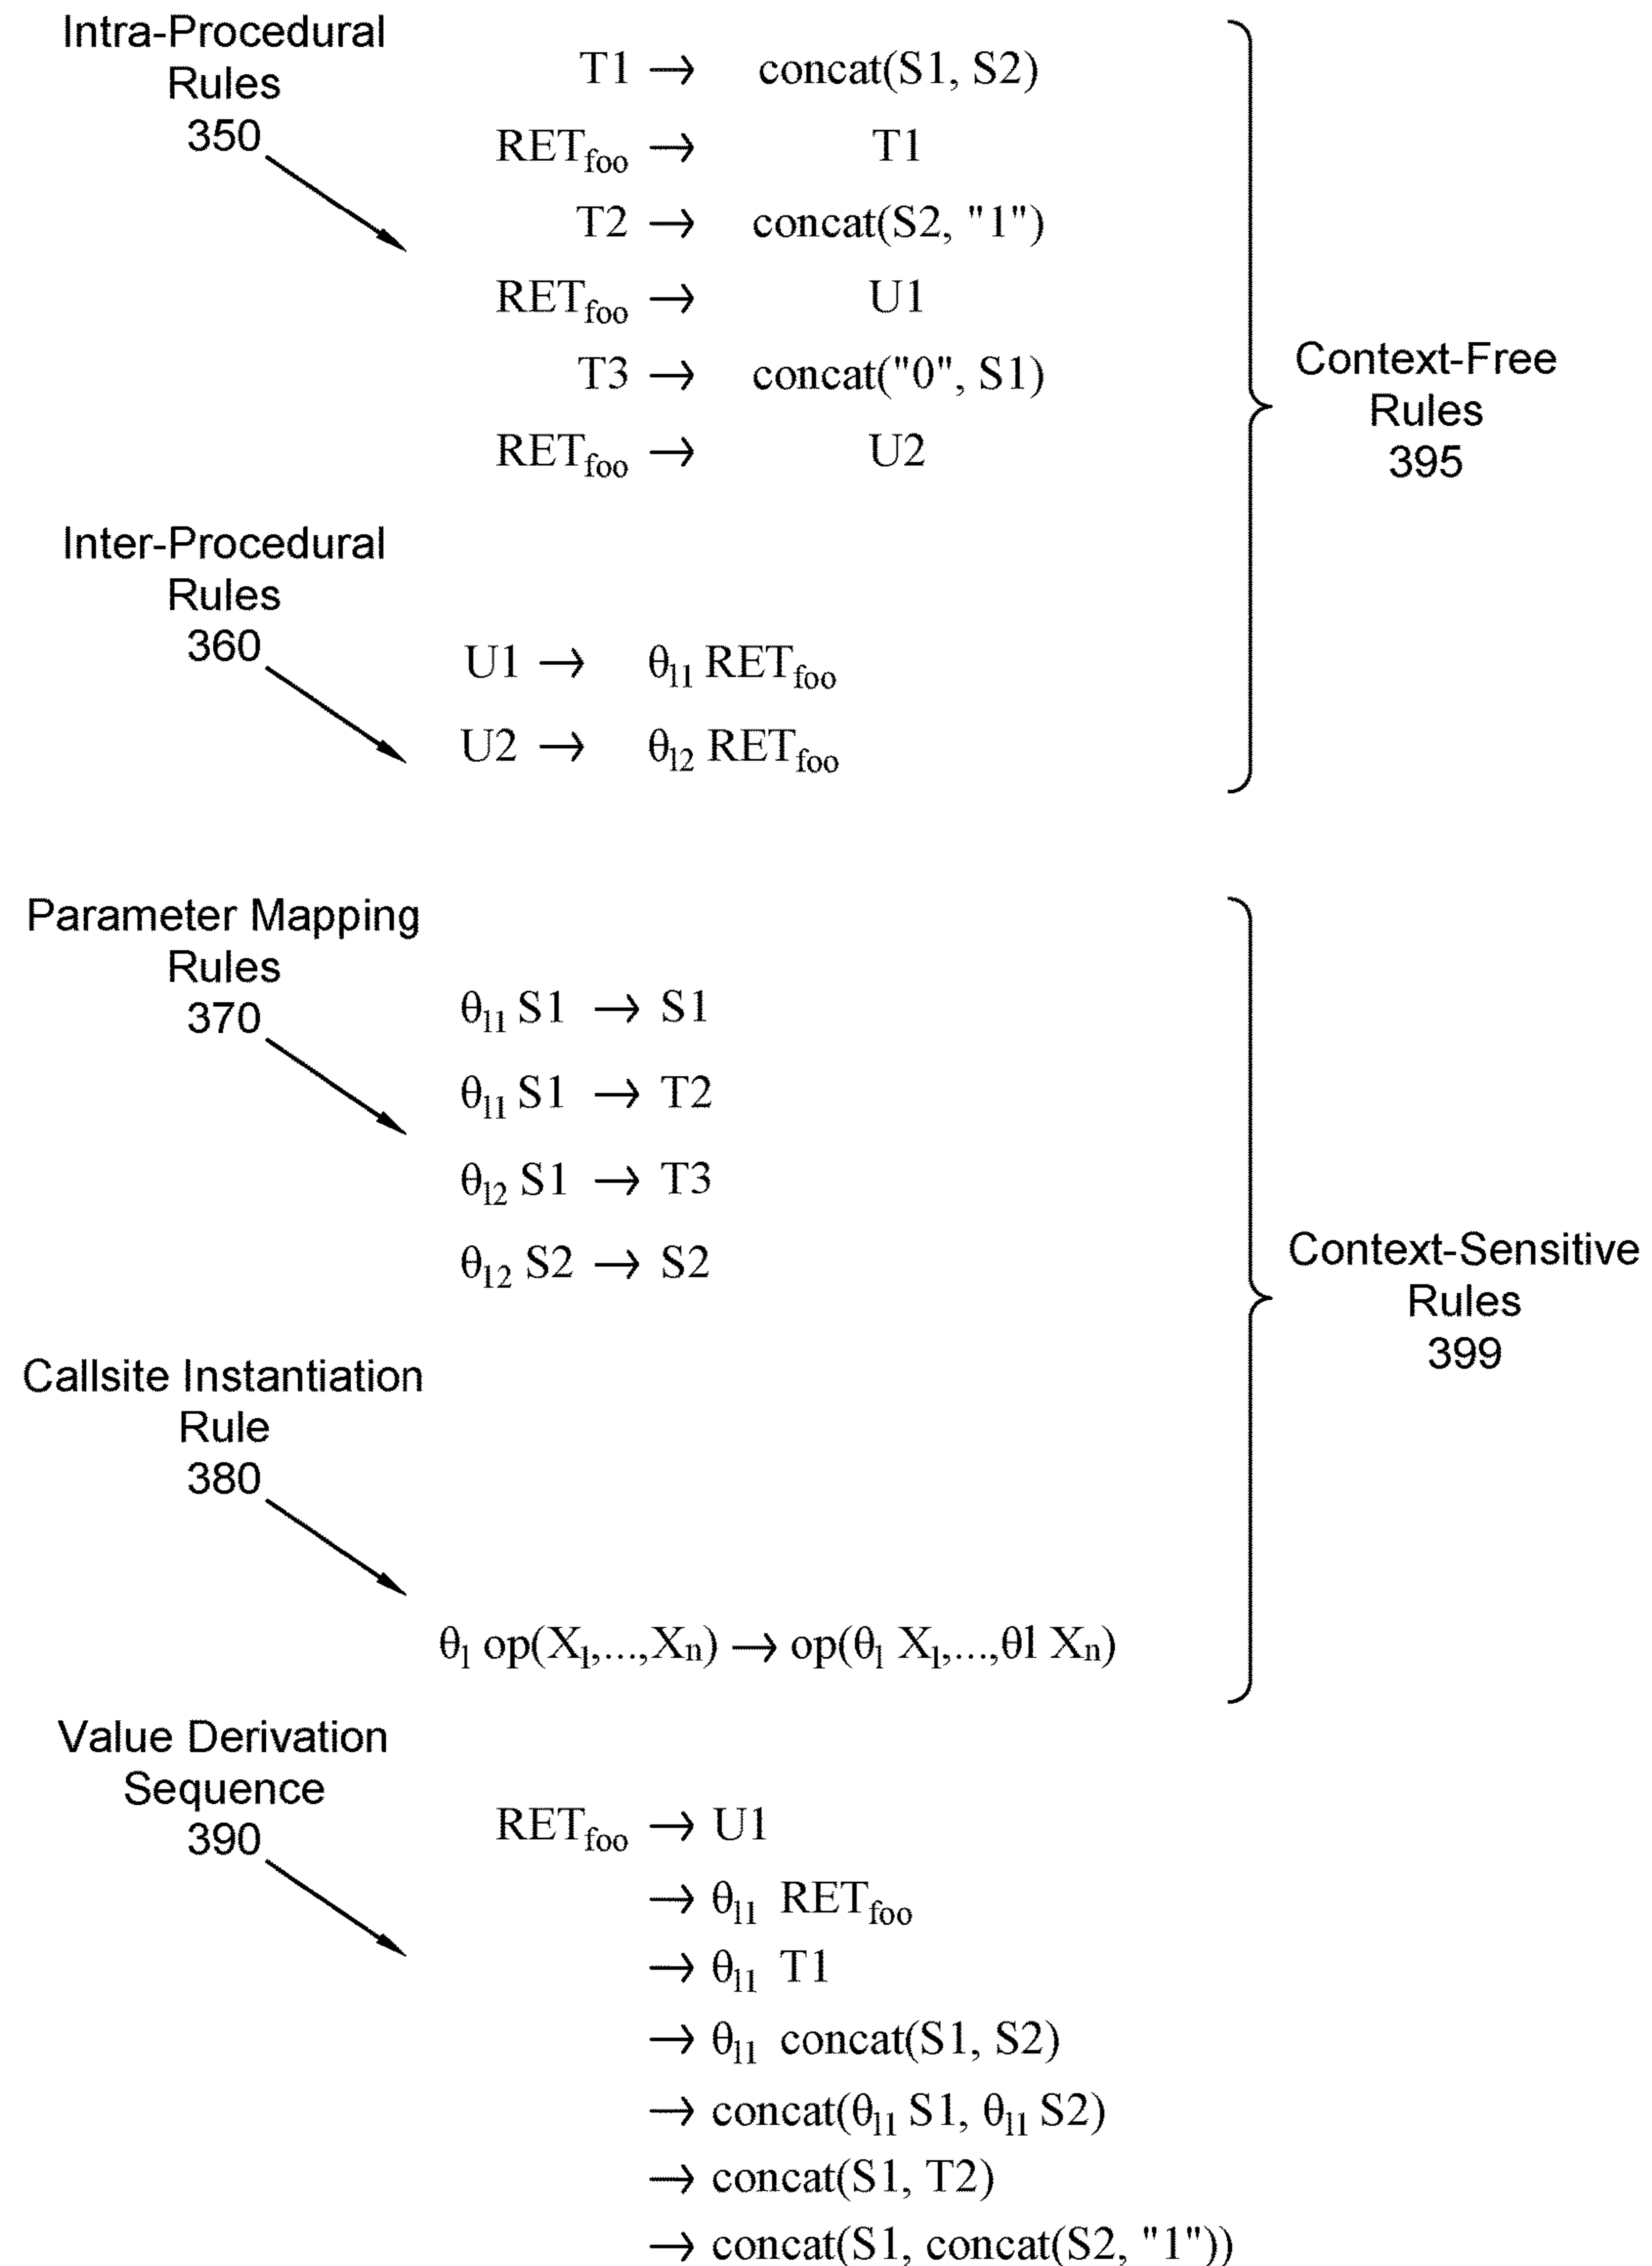 Intra-Procedural
Rules
350
T1 → concat(S1, S2)
RETfoo → T1
T2 → concat(S2, "1")
RETfoo → U1
T3 → concat("0", S1)
RETfoo → U2
Context-Free
Rules
395
Inter-Procedural
Rules
360
U1 → θl1 RETfoo
U2 → θl2 RETfoo
Parameter Mapping
Rules
370
θl1 S1 → S1
θl1 S1 → T2
θl2 S1 → T3
θl2 S2 → S2
Context-Sensitive
Rules
399
Callsite Instantiation
Rule
380
θl op(Xl,...,Xn) → op(θl Xl,...,θl Xn)
Value Derivation
Sequence
390
RETfoo → U1
→ θl1 RETfoo
→ θl1 T1
→ θl1 concat(S1, S2)
→ concat(θl1 S1, θl1 S2)
→ concat(S1, T2)
→ concat(S1, concat(S2, "1"))